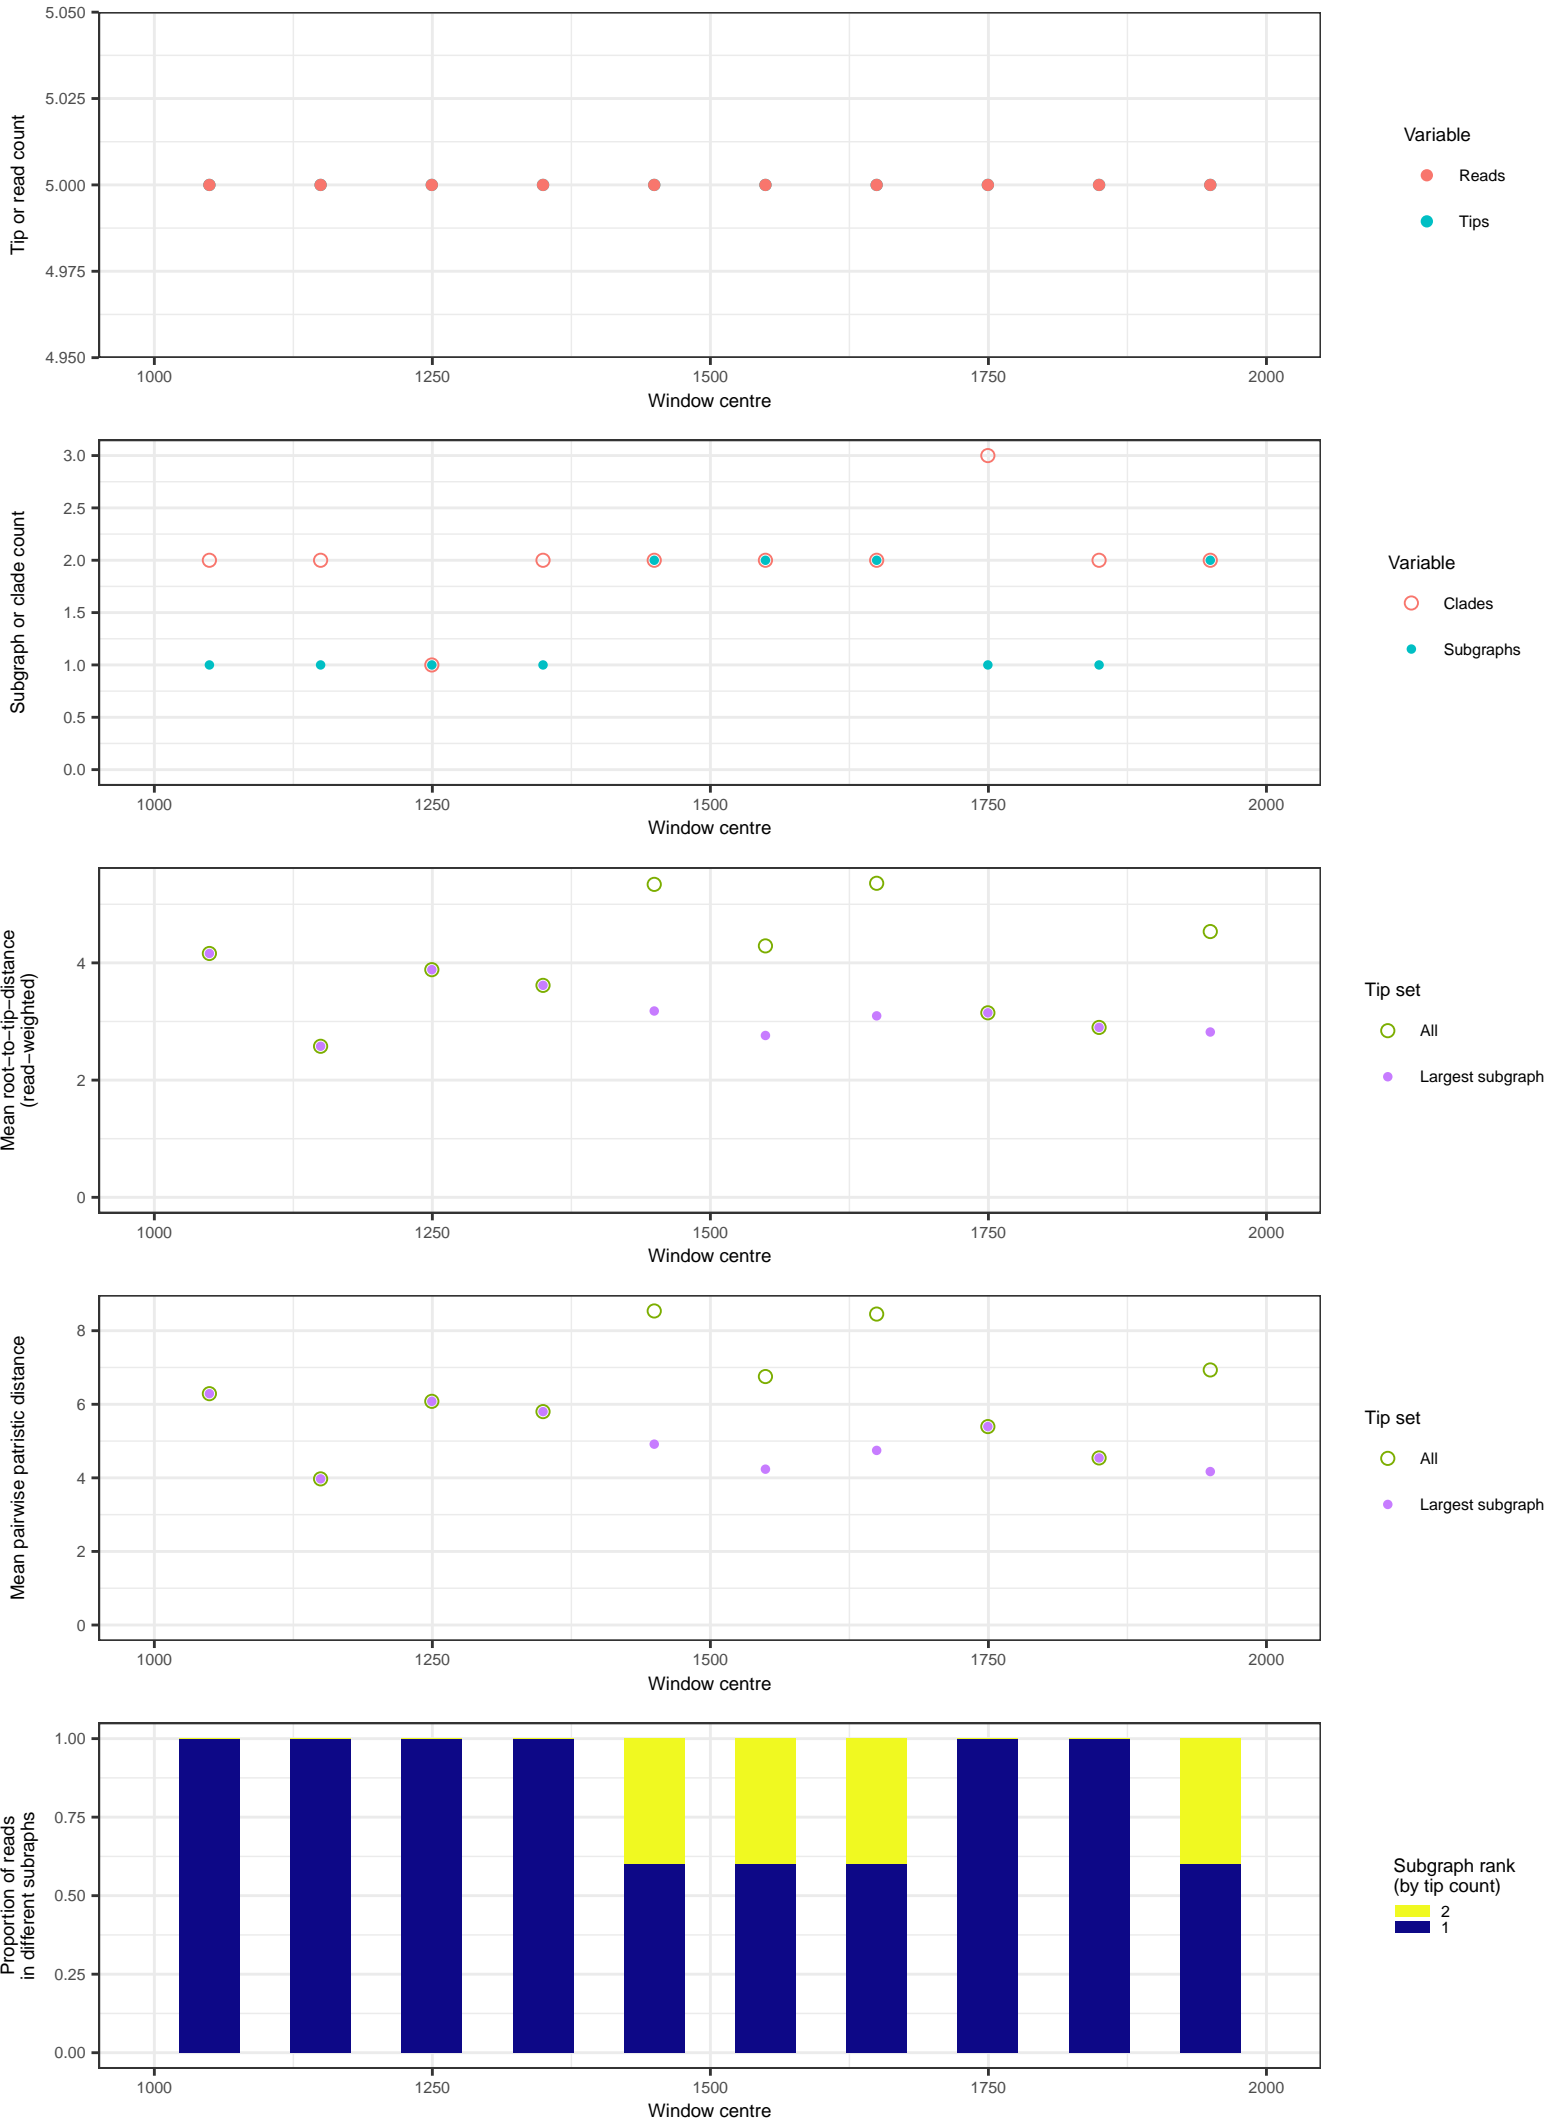 5.050
5.025
5.000
4.975
4.950
Tip or read count
1000 1250 1500 1750 2000
Window centre
Variable
Reads
Tips
3.0
2.5
2.0
1.5
1.0
0.5
0.0
Subgraph or clade count
1000 1250 1500 1750 2000
Window centre
Variable
Clades
Subgraphs
4
2
0
Mean root−to−tip−distance
(read−weighted)
1000 1250 1500 1750 2000
Window centre
Tip set
All
Largest subgraph
8
6
4
2
0
Mean pairwise patristic distance
1000 1250 1500 1750 2000
Window centre
Tip set
All
Largest subgraph
1.00
0.75
0.50
0.25
0.00
Proportion of reads
in different subraphs
1000 1250 1500 1750 2000
Window centre
Subgraph rank
(by tip count)
2
1